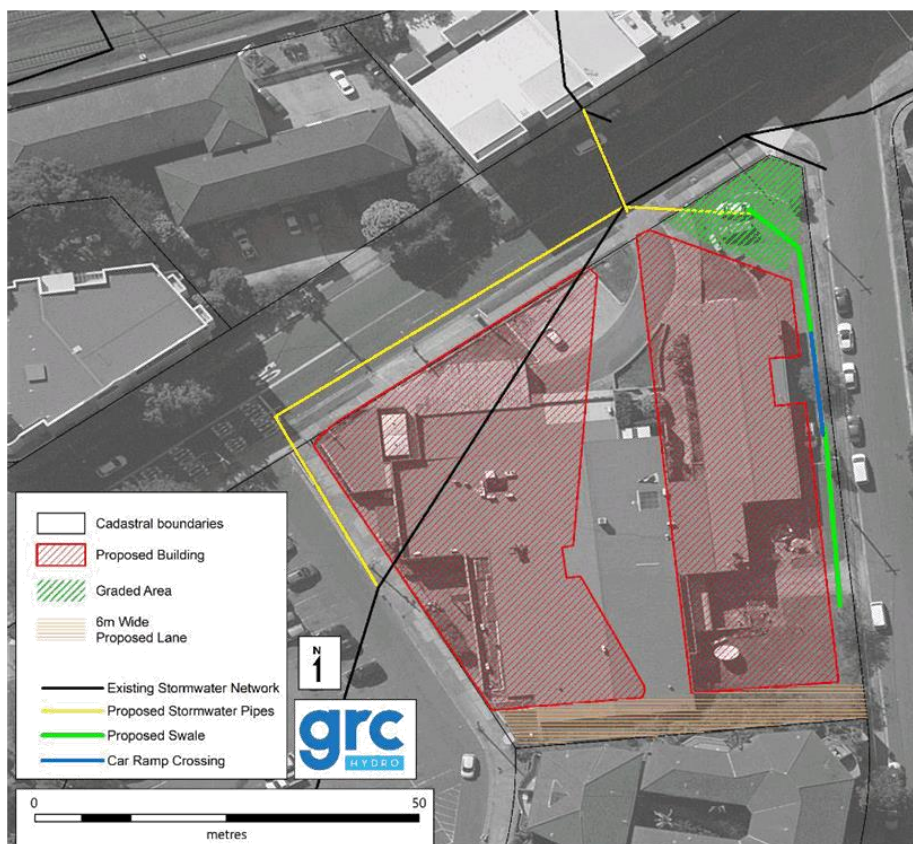 Cadastral boundaries
Proposed Building
Graded Area
6m Wide
Proposed Lane
Existing Stormwater Network
Proposed Stormwater Pipes
Proposed Swale
Car Ramp Crossing
N
grc
HYDRO
0 50
metres